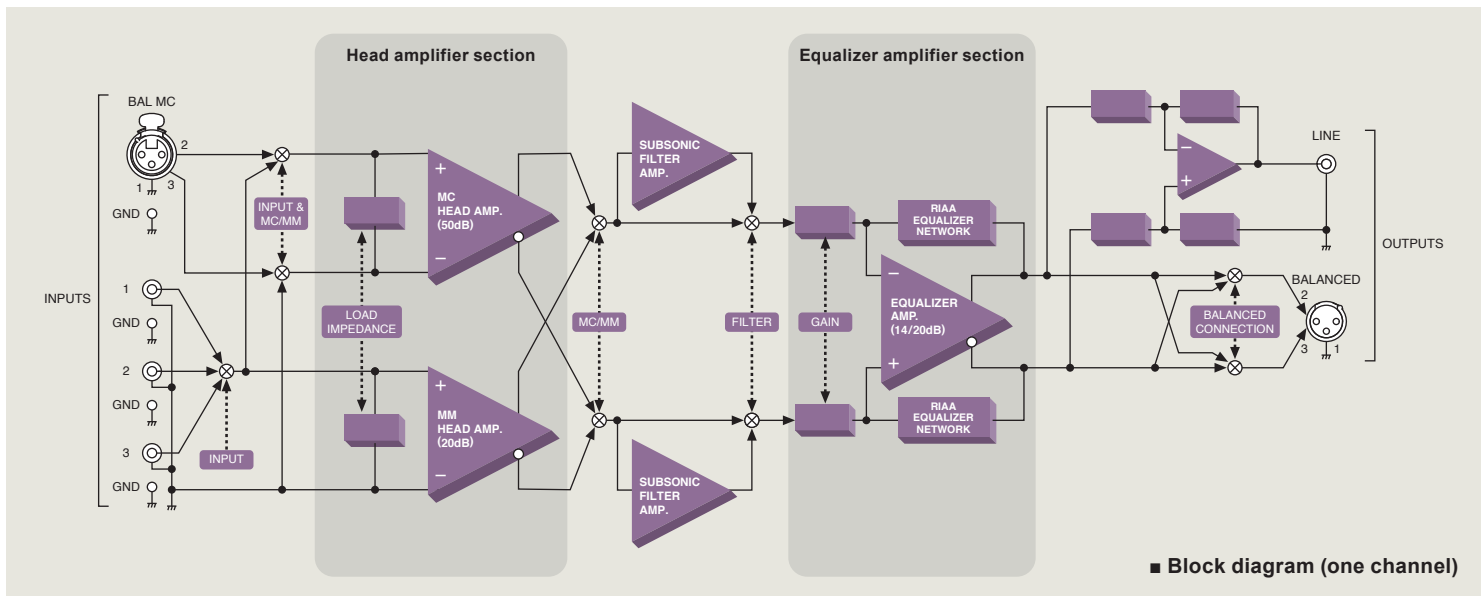 Head amplifier section
Equalizer amplifier section
BAL MC
2
1
3
GND
INPUTS
1
GND
2
GND
3
GND
INPUT &
MC/MM
INPUT
LOAD
IMPEDANCE
+
MC
HEAD AMP.
(50dB)
−
+
MM
HEAD AMP.
(20dB)
−
MC/MM
SUBSONIC
FILTER
AMP.
SUBSONIC
FILTER
AMP.
FILTER
GAIN
RIAA
EQUALIZER
NETWORK
−
EQUALIZER
AMP.
(14/20dB)
+
RIAA
EQUALIZER
NETWORK
−
+
LINE
OUTPUTS
BALANCED
2
3
1
BALANCED
CONNECTION
■ Block diagram (one channel)